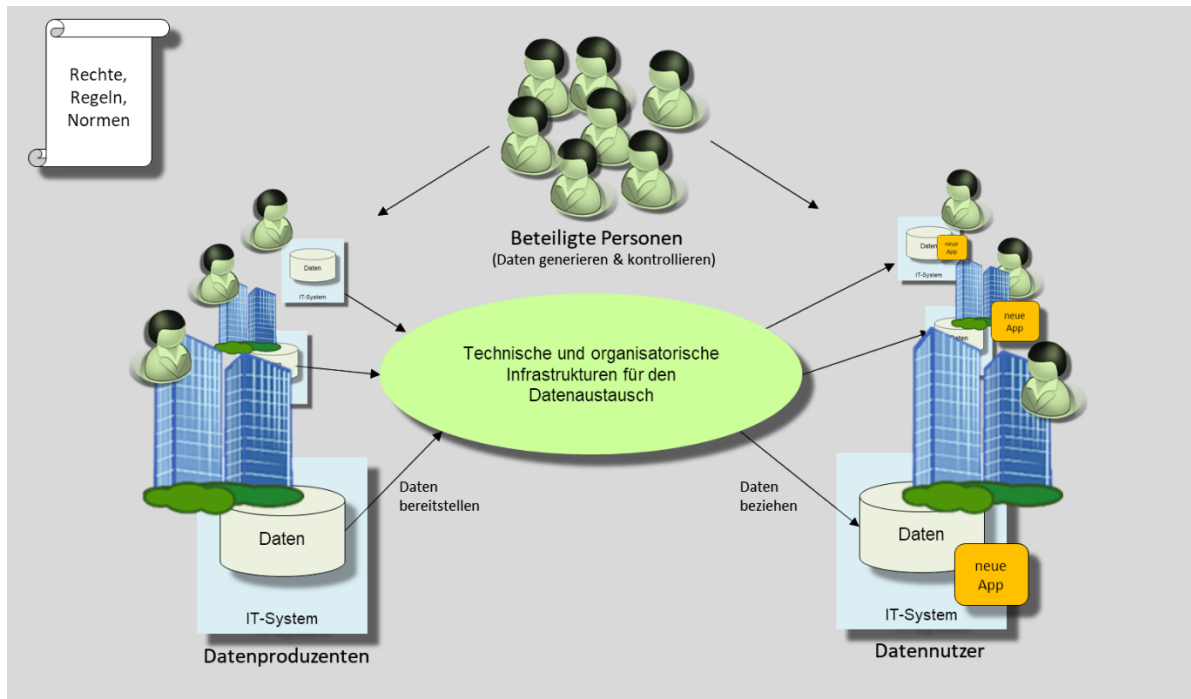 Rechte,
Regeln,
Normen
Beteiligte Personen
(Daten generieren & kontrollieren)
Daten
IT-System
Daten
neue
App
IT-System
neue
App
Daten
Technische und organisatorische
Infrastrukturen für den
Datenaustausch
Daten
bereitstellen
Daten
beziehen
Daten
IT-System
Datenproduzenten
Daten
neue
App
IT-System
Datennutzer